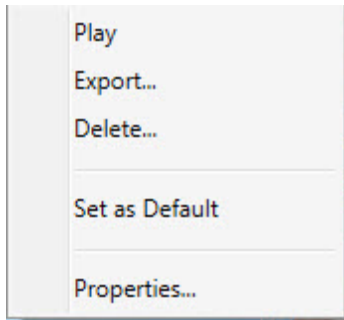 Play
Export...
Delete...
Set as Default
Properties...